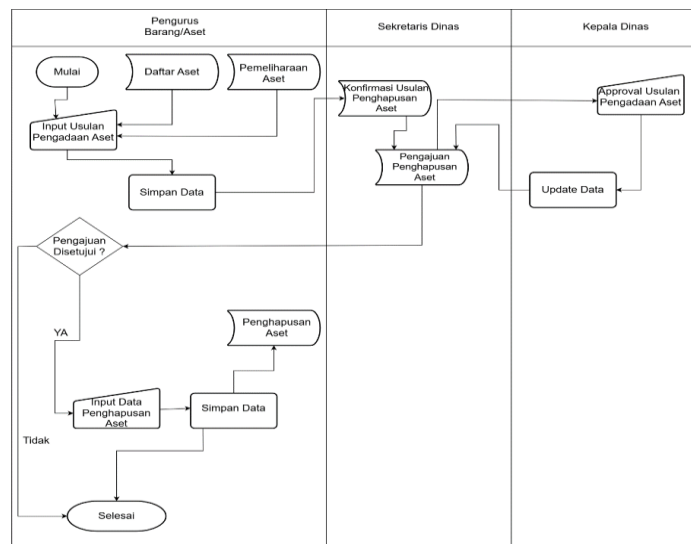 Pengurus
Barang/Aset
Sekretaris Dinas
Kepala Dinas
Mulai
Daftar Aset
Pemeliharaan
Aset
Konfirmasi Usulan
Penghapusan
Aset
Approval Usulan
Pengadaan Aset
Input Usulan
Pengadaan Aset
Pengajuan
Penghapusan
Aset
Simpan Data
Update Data
Pengajuan
Disetujui ?
Penghapusan
Aset
YA
Input Data
Penghapusan
Aset
Simpan Data
Tidak
Selesai